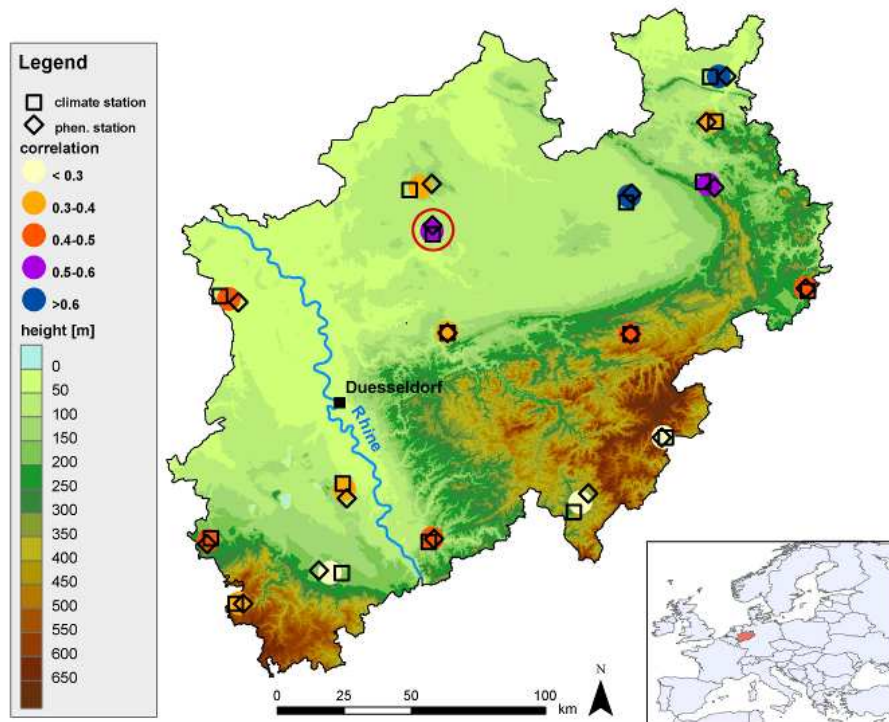 Legend
climate station
phen. station
correlation
< 0.3
0.3-0.4
0.4-0.5
0.5-0.6
>0.6
height [m]
0
50
100
150
200
250
300
350
400
450
500
550
600
650
Duesseldorf
Rhine
0 25 50 100
km
N